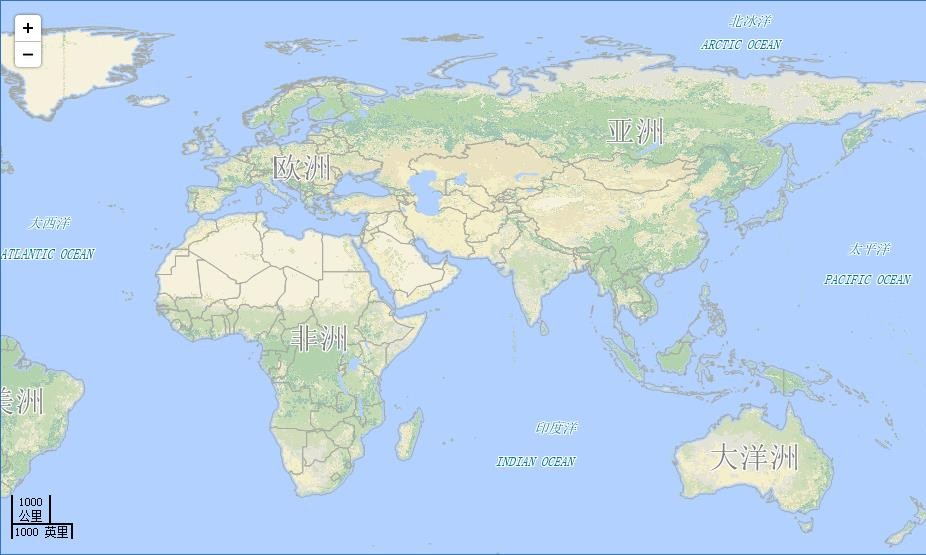 +
−
北冰洋
ARCTIC OCEAN
亚洲
欧洲
大西洋
ATLANTIC OCEAN
太平洋
PACIFIC OCEAN
非洲
美洲
印度洋
INDIAN OCEAN
大洋洲
1000
公里
1000 英里